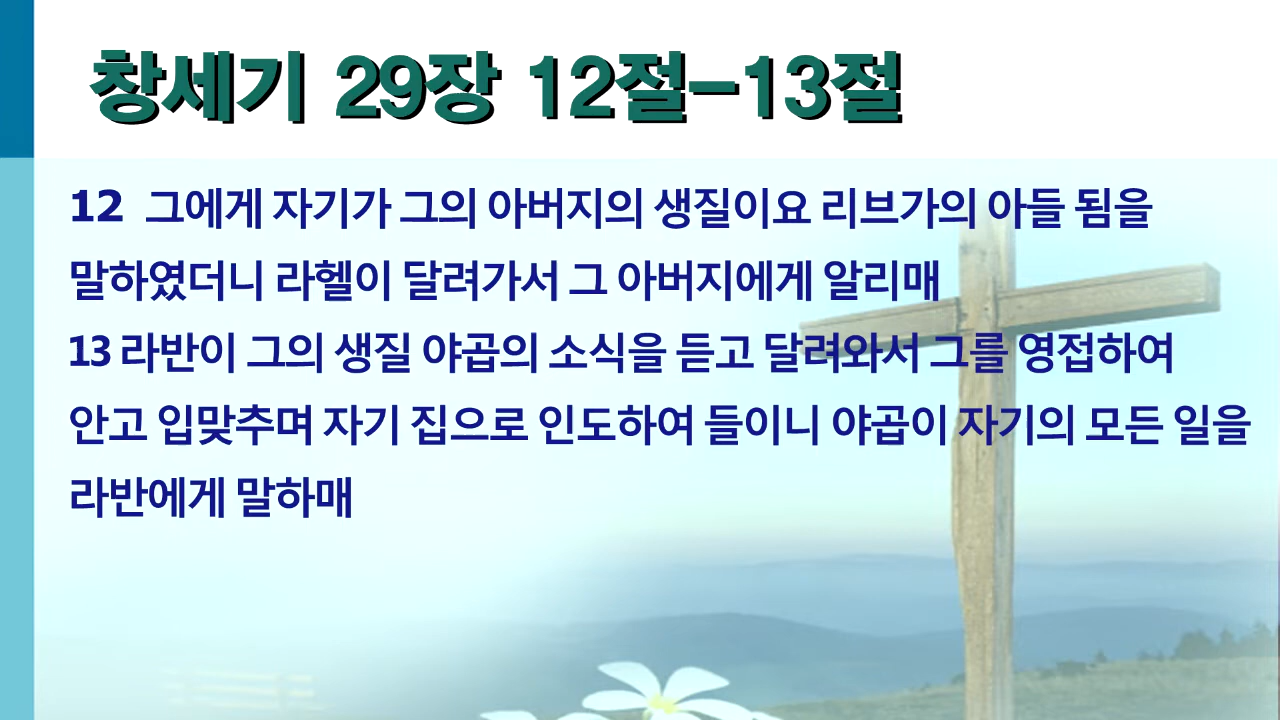 창세기 29장 12절-13절
12 그에게 자기가 그의 아버지의 생질이요 리브가의 아들 됨을
말하였더니 라헬이 달려가서 그 아버지에게 알리매
13 라반이 그의 생질 야곱의 소식을 듣고 달려와서 그를 영접하여
안고 입맞추며 자기 집으로 인도하여 들이니 야곱이 자기의 모든 일을
라반에게 말하매